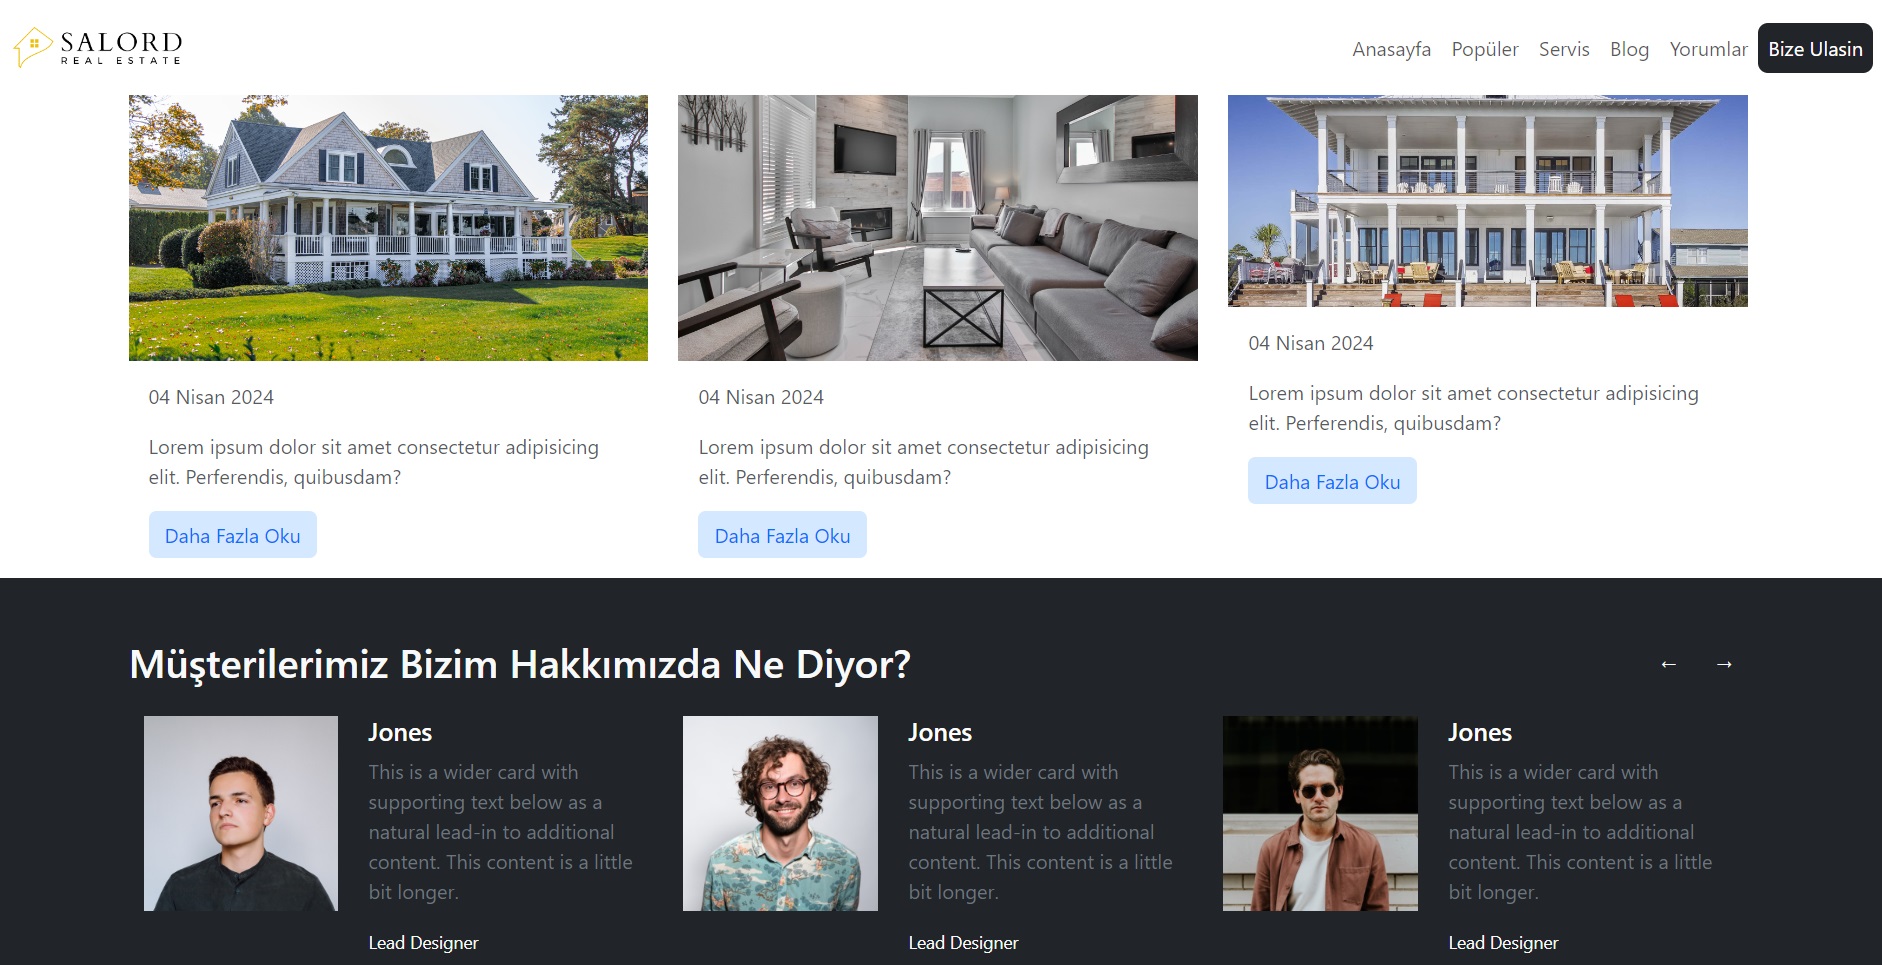 SALORD
REAL ESTATE
Anasayfa Popüler Servis Blog Yorumlar Bize Ulasin
04 Nisan 2024
Lorem ipsum dolor sit amet consectetur adipisicing
elit. Perferendis, quibusdam?
Daha Fazla Oku
04 Nisan 2024
Lorem ipsum dolor sit amet consectetur adipisicing
elit. Perferendis, quibusdam?
Daha Fazla Oku
04 Nisan 2024
Lorem ipsum dolor sit amet consectetur adipisicing
elit. Perferendis, quibusdam?
Daha Fazla Oku
Müşterilerimiz Bizim Hakkımızda Ne Diyor?
← →
Jones
This is a wider card with
supporting text below as a
natural lead-in to additional
content. This content is a little
bit longer.
Lead Designer
Jones
This is a wider card with
supporting text below as a
natural lead-in to additional
content. This content is a little
bit longer.
Lead Designer
Jones
This is a wider card with
supporting text below as a
natural lead-in to additional
content. This content is a little
bit longer.
Lead Designer